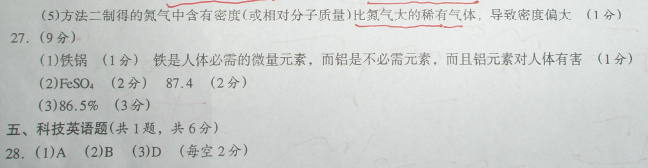 (5)方法二制得的氮气中含有密度(或相对分子质量)比氮气大的稀有气体，导致密度偏大 （1分）
27.(9分)
(1)铁锅 （1分） 铁是人体必需的微量元素，而铝是不必需元素，而且铝元素对人体有害 （1分）
(2)FeSO₄ （2分） 87.4 （2分）
(3)86.5% （3分）
五、科技英语题(共1题，共6分)
28.(1)A (2)B (3)D （每空2分）